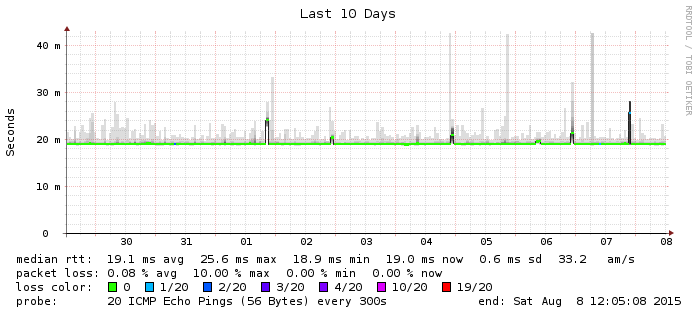 Last 10 Days
RRDTOOL / TOBI OETIKER
Seconds
40 m
30 m
20 m
10 m
0
30 31 01 02 03 04 05 06 07 08
median rtt: 19.1 ms avg 25.6 ms max 18.9 ms min 19.0 ms now 0.6 ms sd 33.2 am/s
packet loss: 0.08 % avg 10.00 % max 0.00 % min 0.00 % now
loss color: 0 1/20 2/20 3/20 4/20 10/20 19/20
probe: 20 ICMP Echo Pings (56 Bytes) every 300s end: Sat Aug 8 12:05:08 2015